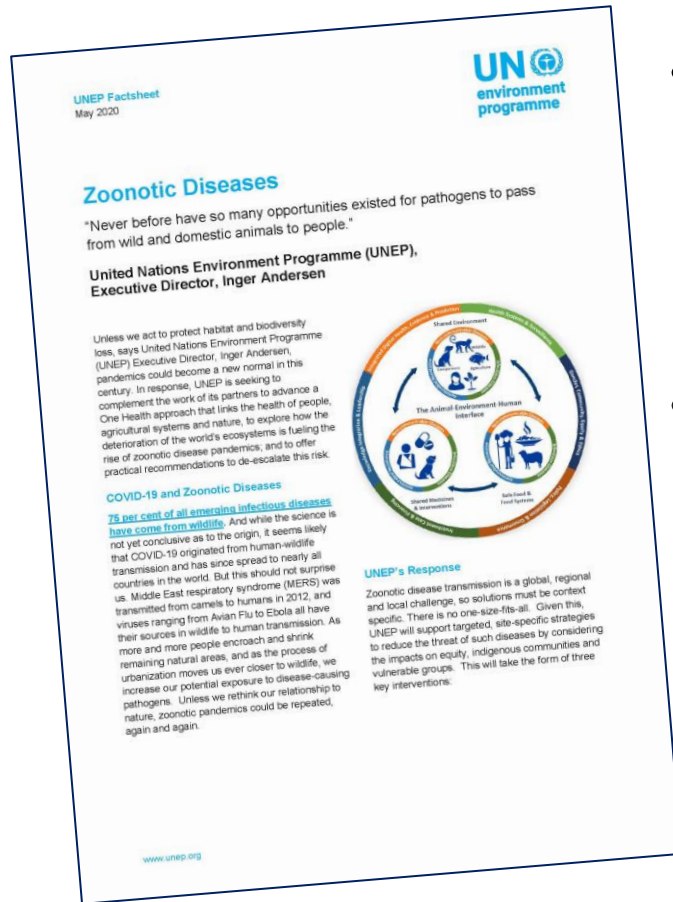 UNEP Factsheet
May 2020
UN
environment
programme
Zoonotic Diseases
“Never before have so many opportunities existed for pathogens to pass
from wild and domestic animals to people.”
United Nations Environment Programme (UNEP),
Executive Director, Inger Andersen
Unless we act to protect habitat and biodiversity
loss, says United Nations Environment Programme
(UNEP) Executive Director, Inger Andersen,
pandemics could become a new normal in this
century. In response, UNEP is seeking to
complement the work of its partners to advance a
One Health approach that links the health of people,
agricultural systems and nature, to explore how the
deterioration of the world's ecosystems is fueling the
rise of zoonotic disease pandemics; and to offer
practical recommendations to de-escalate this risk.
COVID-19 and Zoonotic Diseases
75 per cent of all emerging infectious diseases
have come from wildlife. And while the science is
not yet conclusive as to the origin, it seems likely
that COVID-19 originated from human-wildlife
transmission and has since spread to nearly all
countries in the world. But this should not surprise
us. Middle East respiratory syndrome (MERS) was
transmitted from camels to humans in 2012, and
viruses ranging from Avian Flu to Ebola all have
their sources in wildlife to human transmission. As
more and more people encroach and shrink
remaining natural areas, and as the process of
urbanization moves us ever closer to wildlife, we
increase our potential exposure to disease-causing
pathogens. Unless we rethink our relationship to
nature, zoonotic pandemics could be repeated,
again and again.
Shared Environment
The Animal-Environment-Human
Interface
Shared Medicines
& Interventions
Safe Food &
Food Systems
UNEP's Response
Zoonotic disease transmission is a global, regional
and local challenge, so solutions must be context
specific. There is no one-size-fits-all. Given this,
UNEP will support targeted, site-specific strategies
to reduce the threat of such diseases by considering
the impacts on equity, indigenous communities and
vulnerable groups. This will take the form of three
key interventions:
www.unep.org